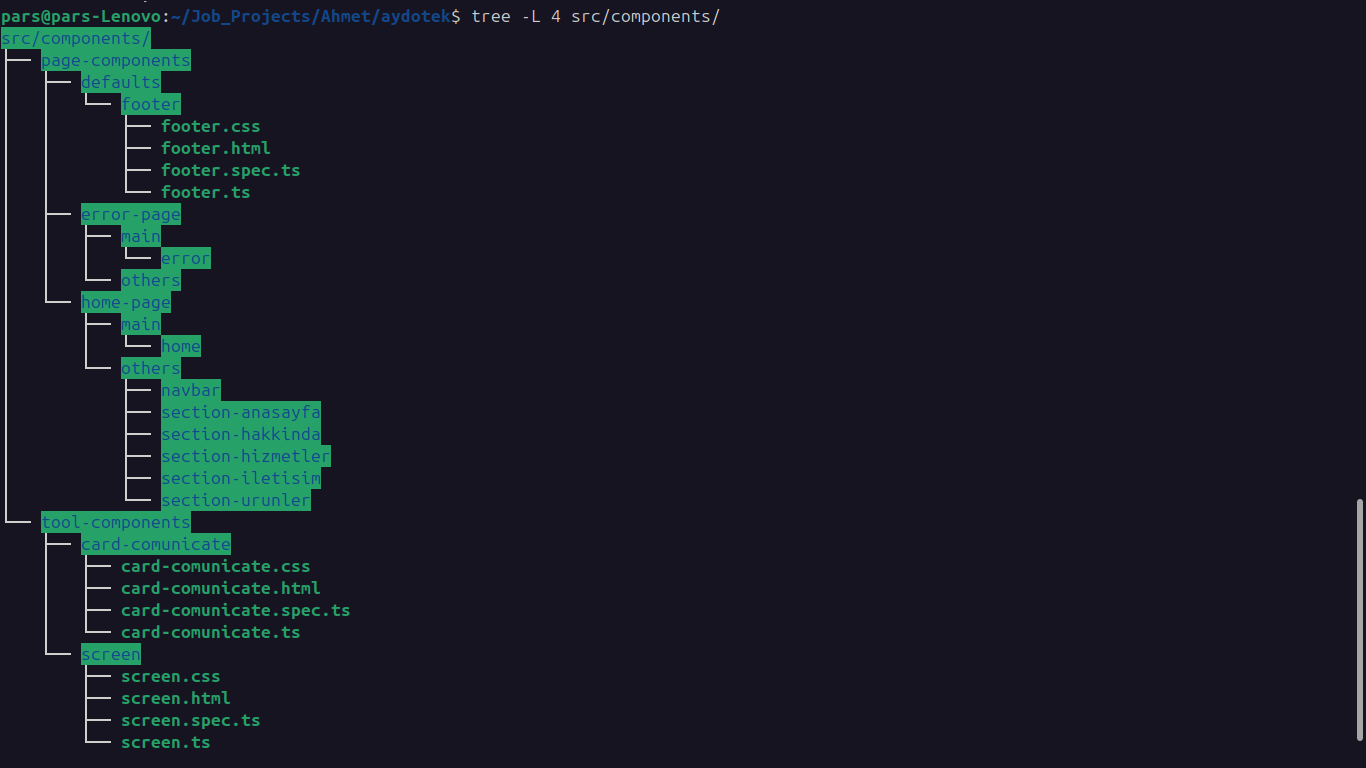 pars@pars-Lenovo:~/Job_Projects/Ahmet/aydotek$ tree -L 4 src/components/
src/components/
├── page-components
│   ├── defaults
│   │   └── footer
│   │       ├── footer.css
│   │       ├── footer.html
│   │       ├── footer.spec.ts
│   │       └── footer.ts
│   ├── error-page
│   │   ├── main
│   │   │   └── error
│   │   └── others
│   └── home-page
│       ├── main
│       │   └── home
│       └── others
│           ├── navbar
│           ├── section-anasayfa
│           ├── section-hakkinda
│           ├── section-hizmetler
│           ├── section-iletisim
│           └── section-urunler
└── tool-components
    ├── card-comunicate
    │   ├── card-comunicate.css
    │   ├── card-comunicate.html
    │   ├── card-comunicate.spec.ts
    │   └── card-comunicate.ts
    └── screen
        ├── screen.css
        ├── screen.html
        ├── screen.spec.ts
        └── screen.ts